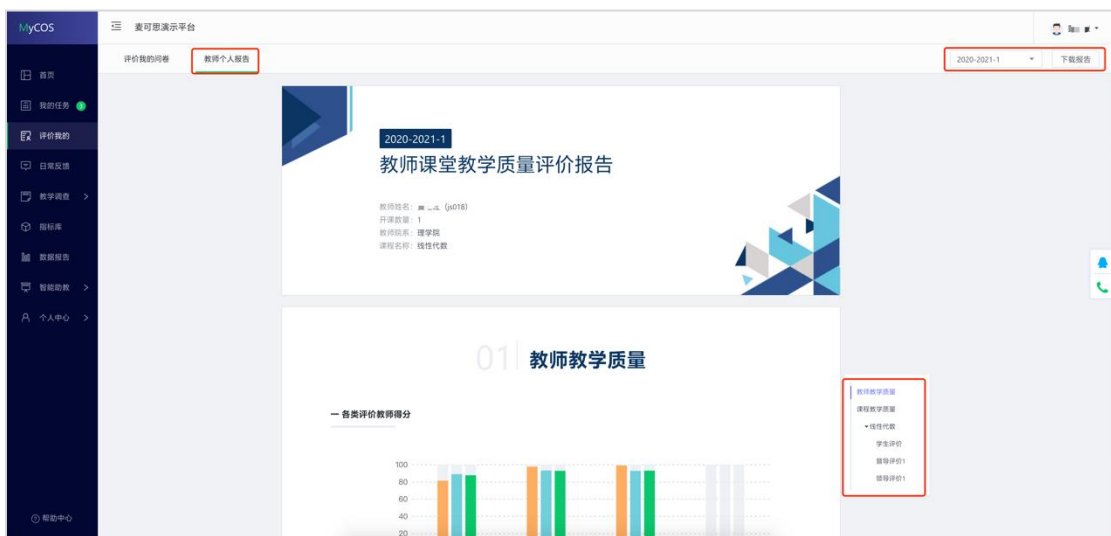 MyCOS
麦可思演示平台
评价我的问卷
教师个人报告
2020-2021-1
下载报告
首页
我的任务 3
评价我的
日常反馈
教学调查
指标库
数据报告
智能助教
个人中心
帮助中心
2020-2021-1
教师课堂教学质量评价报告
教师姓名： (js018)
开课数量：1
教师院系：理学院
课程名称：线性代数
01 教师教学质量
一 各类评价教师得分
100
80
60
40
20
教师教学质量
课程教学质量
线性代数
学生评价
督导评价1
领导评价1